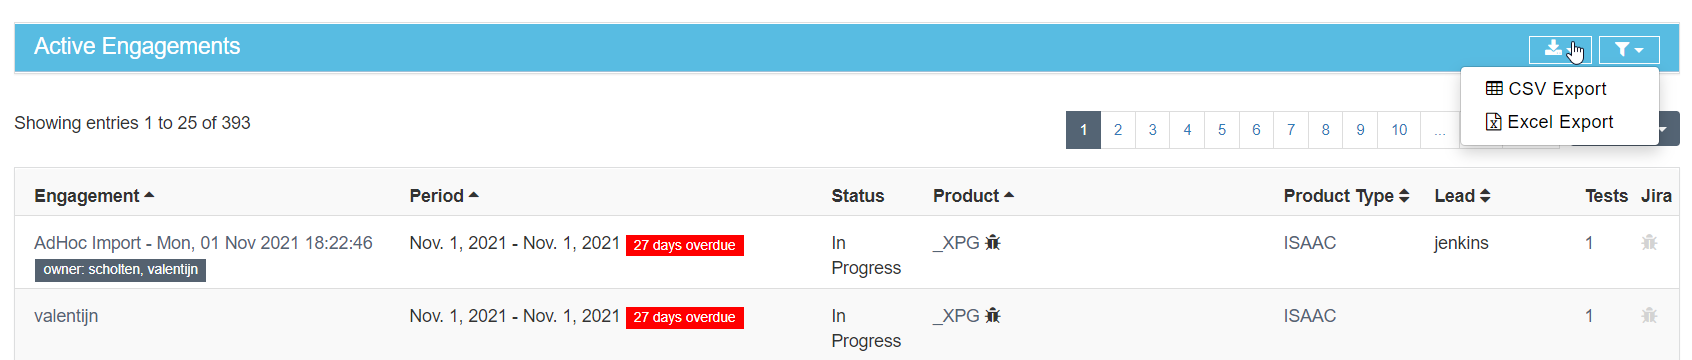 Active Engagements
CSV Export
Excel Export
Showing entries 1 to 25 of 393
1 2 3 4 5 6 7 8 9 10 ...
Engagement Period Status Product Product Type Lead Tests Jira
AdHoc Import - Mon, 01 Nov 2021 18:22:46 Nov. 1, 2021 - Nov. 1, 2021 27 days overdue In _XPG ISAAC jenkins 1
owner: scholten, valentijn Progress
valentijn Nov. 1, 2021 - Nov. 1, 2021 27 days overdue In _XPG ISAAC 1
Progress